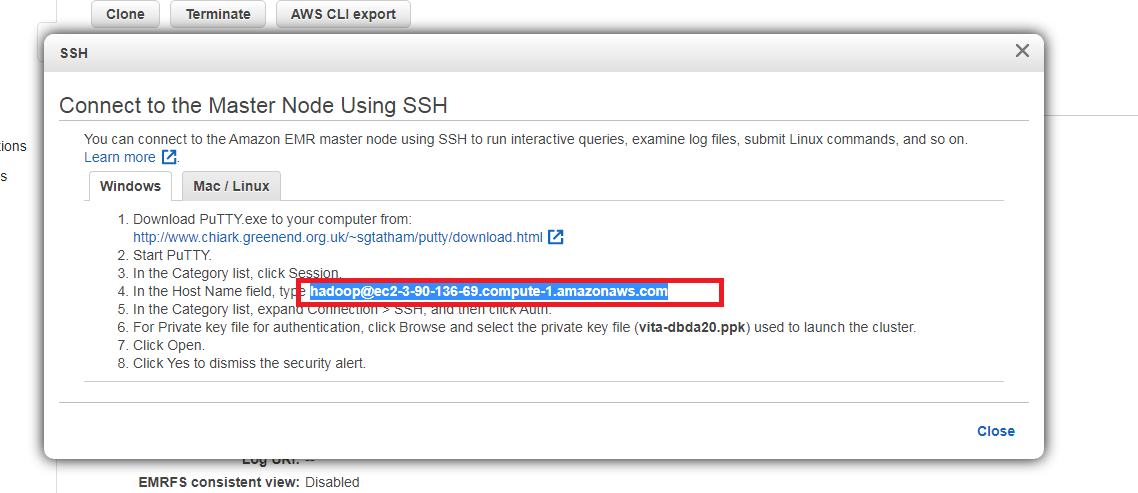 Clone Terminate AWS CLI export
SSH
Connect to the Master Node Using SSH
You can connect to the Amazon EMR master node using SSH to run interactive queries, examine log files, submit Linux commands, and so on.
Learn more .
ions
s
Windows Mac / Linux
1. Download PuTTY.exe to your computer from:
http://www.chiark.greenend.org.uk/~sgtatham/putty/download.html
2. Start PuTTY.
3. In the Category list, click Session.
4. In the Host Name field, type hadoop@ec2-3-90-136-69.compute-1.amazonaws.com
5. In the Category list, expand Connection > SSH, and then click Auth.
6. For Private key file for authentication, click Browse and select the private key file (vita-dbda20.ppk) used to launch the cluster.
7. Click Open.
8. Click Yes to dismiss the security alert.
Close
Log URI: --
EMRFS consistent view: Disabled